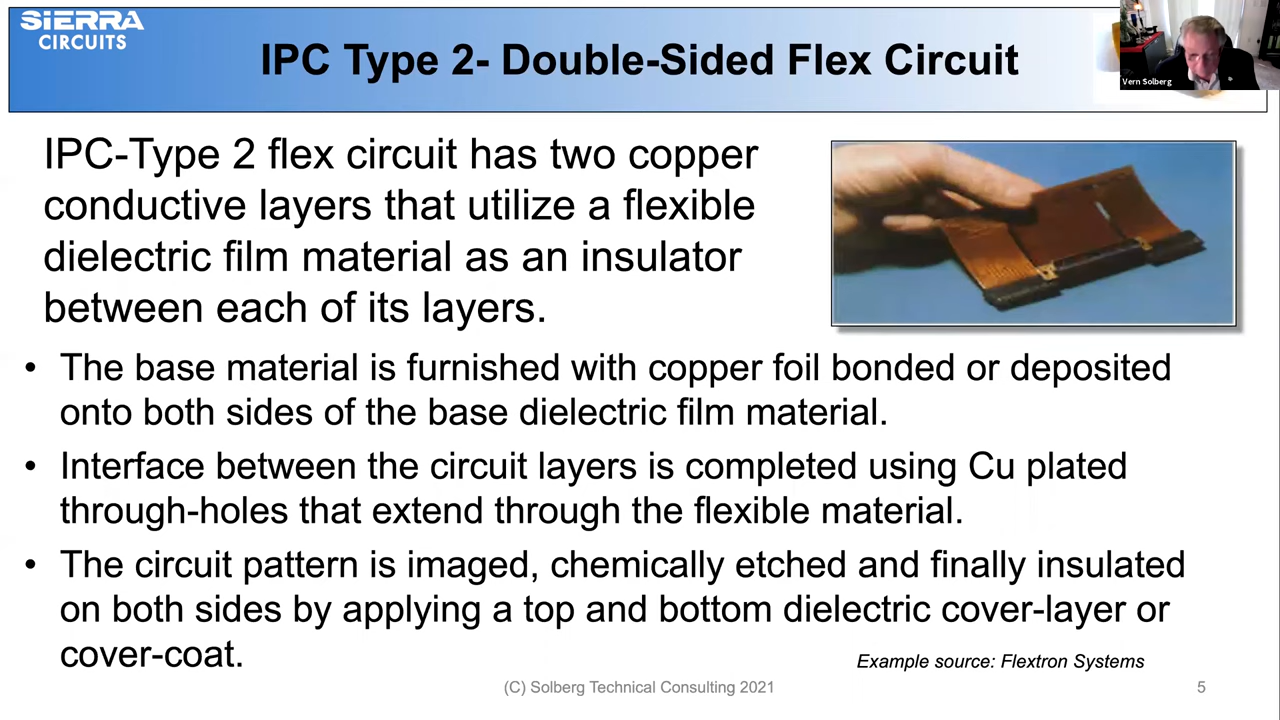 SIERRA
CIRCUITS
IPC Type 2- Double-Sided Flex Circuit
Vern Solberg
IPC-Type 2 flex circuit has two copper
conductive layers that utilize a flexible
dielectric film material as an insulator
between each of its layers.
• The base material is furnished with copper foil bonded or deposited
onto both sides of the base dielectric film material.
• Interface between the circuit layers is completed using Cu plated
through-holes that extend through the flexible material.
• The circuit pattern is imaged, chemically etched and finally insulated
on both sides by applying a top and bottom dielectric cover-layer or
cover-coat.
Example source: Flextron Systems
(C) Solberg Technical Consulting 2021
5